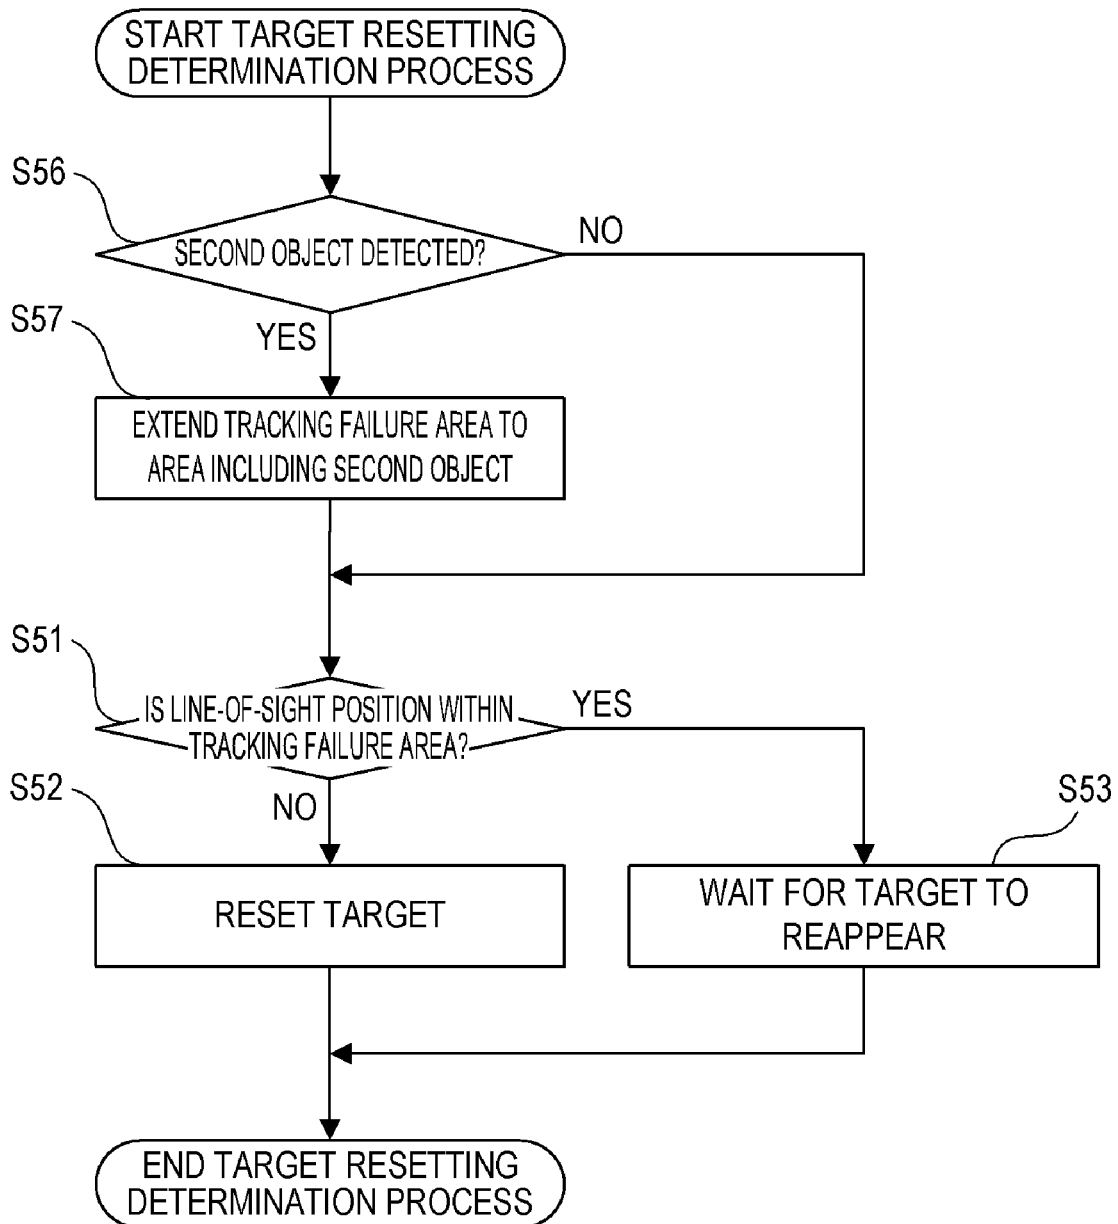 START TARGET RESETTING
DETERMINATION PROCESS
S56
SECOND OBJECT DETECTED?
NO
S57
YES
EXTEND TRACKING FAILURE AREA TO
AREA INCLUDING SECOND OBJECT
S51
IS LINE-OF-SIGHT POSITION WITHIN
TRACKING FAILURE AREA?
YES
S52
NO
S53
RESET TARGET
WAIT FOR TARGET TO
REAPPEAR
END TARGET RESETTING
DETERMINATION PROCESS